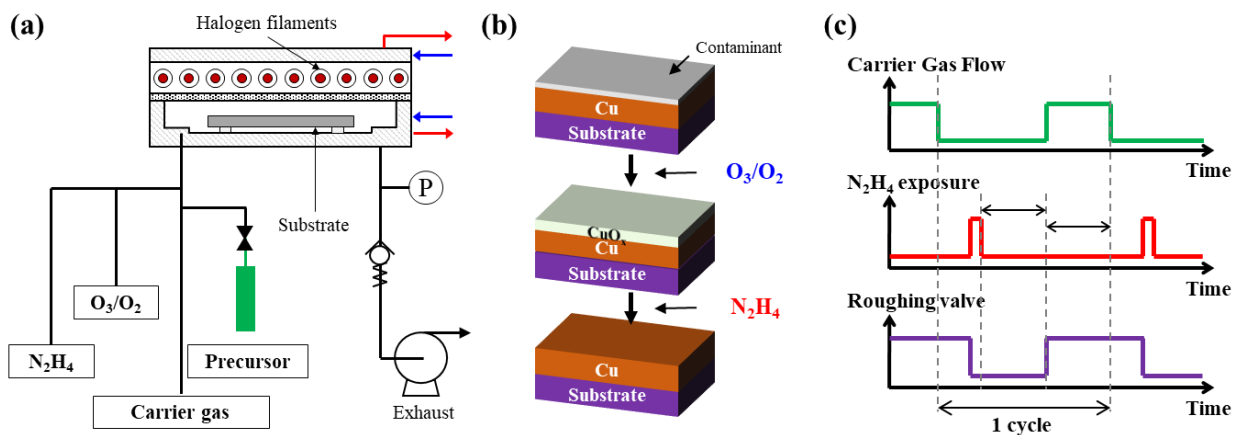 (a)
Halogen filaments
P
Substrate
O₃/O₂
N₂H₄
Precursor
Carrier gas
Exhaust
(b)
Contaminant
Cu
Substrate
O₃/O₂
CuOₓ
Cu
Substrate
N₂H₄
Cu
Substrate
(c)
Carrier Gas Flow
Time
N₂H₄ exposure
Time
Roughing valve
Time
1 cycle